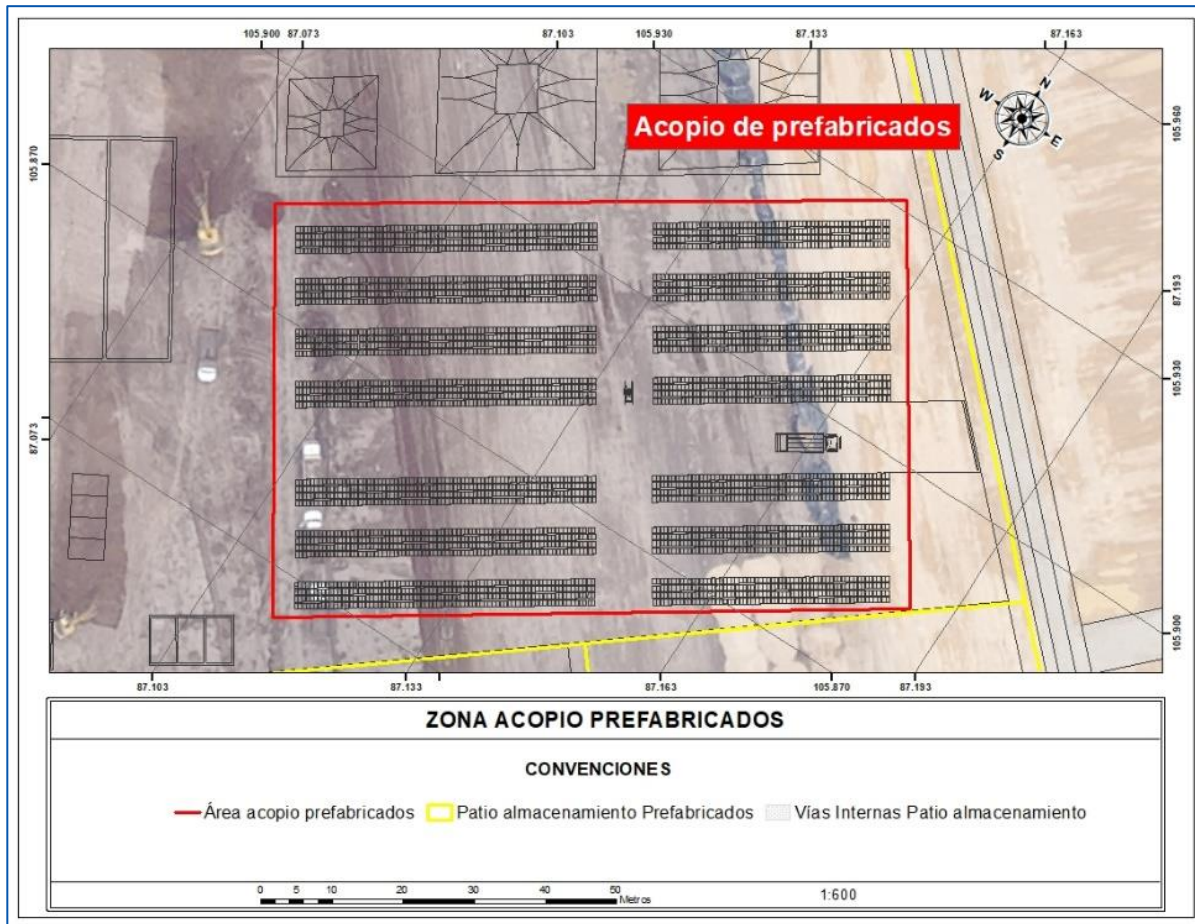 105.900 87.073 87.103 105.930 87.133 87.163
Acopio de prefabricados
N
W
E
S
105.960
105.870
87.193
105.930
87.073
105.900
87.103 87.133 87.163 105.870 87.193
ZONA ACOPIO PREFABRICADOS
CONVENCIONES
Área acopio prefabricados Patio almacenamiento Prefabricados Vías Internas Patio almacenamiento
0 5 10 20 30 40 50
Metros
1:600